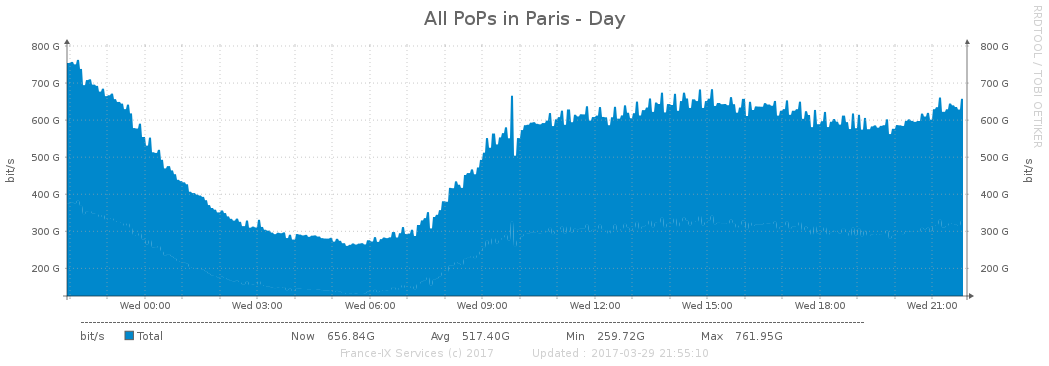 All PoPs in Paris - Day
RRDTOOL / TOBI OETIKER
800 G 800 G
700 G 700 G
600 G 600 G
500 G 500 G
400 G 400 G
300 G 300 G
200 G 200 G
bit/s bit/s
Wed 00:00 Wed 03:00 Wed 06:00 Wed 09:00 Wed 12:00 Wed 15:00 Wed 18:00 Wed 21:00
bit/s Total Now 656.84G Avg 517.40G Min 259.72G Max 761.95G
France-IX Services (c) 2017 Updated : 2017-03-29 21:55:10